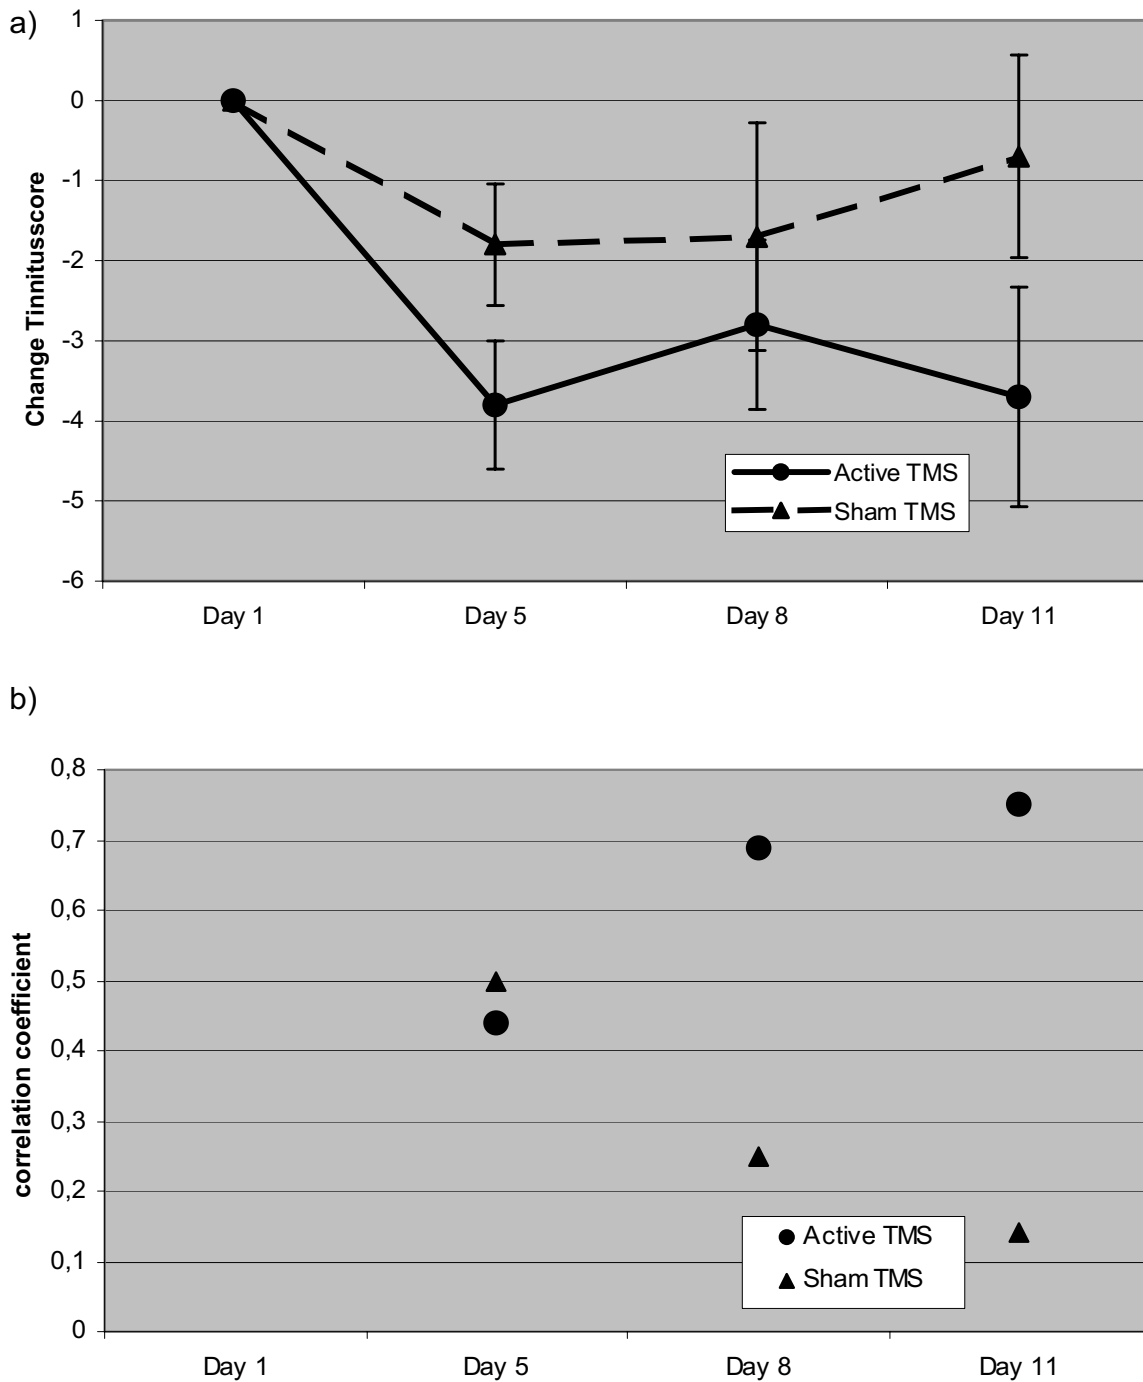 a)
1
0
-1
-2
-3
-4
-5
-6
Change Tinnitusscore
Active TMS
Sham TMS
Day 1 Day 5 Day 8 Day 11
b)
0,8
0,7
0,6
0,5
0,4
0,3
0,2
0,1
0
correlation coefficient
Active TMS
Sham TMS
Day 1 Day 5 Day 8 Day 11